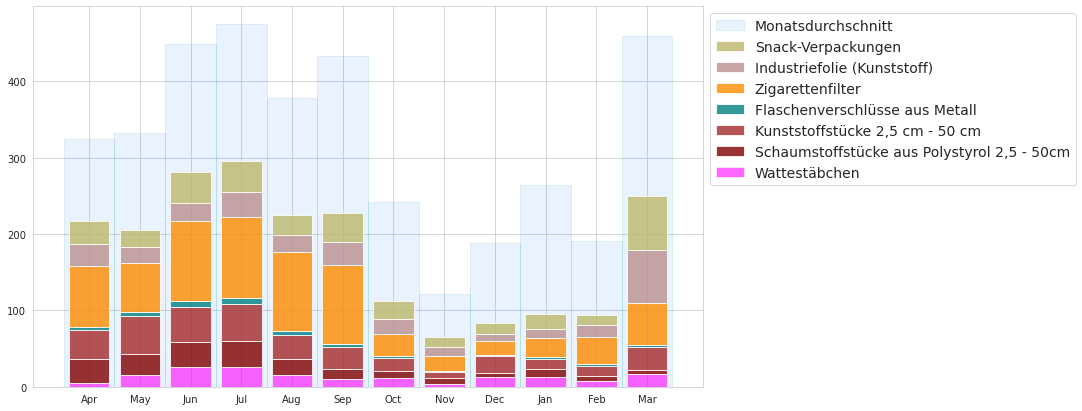 400
300
200
100
0
Apr May Jun Jul Aug Sep Oct Nov Dec Jan Feb Mar
Monatsdurchschnitt
Snack-Verpackungen
Industriefolie (Kunststoff)
Zigarettenfilter
Flaschenverschlüsse aus Metall
Kunststoffstücke 2,5 cm - 50 cm
Schaumstoffstücke aus Polystyrol 2,5 - 50cm
Wattestäbchen